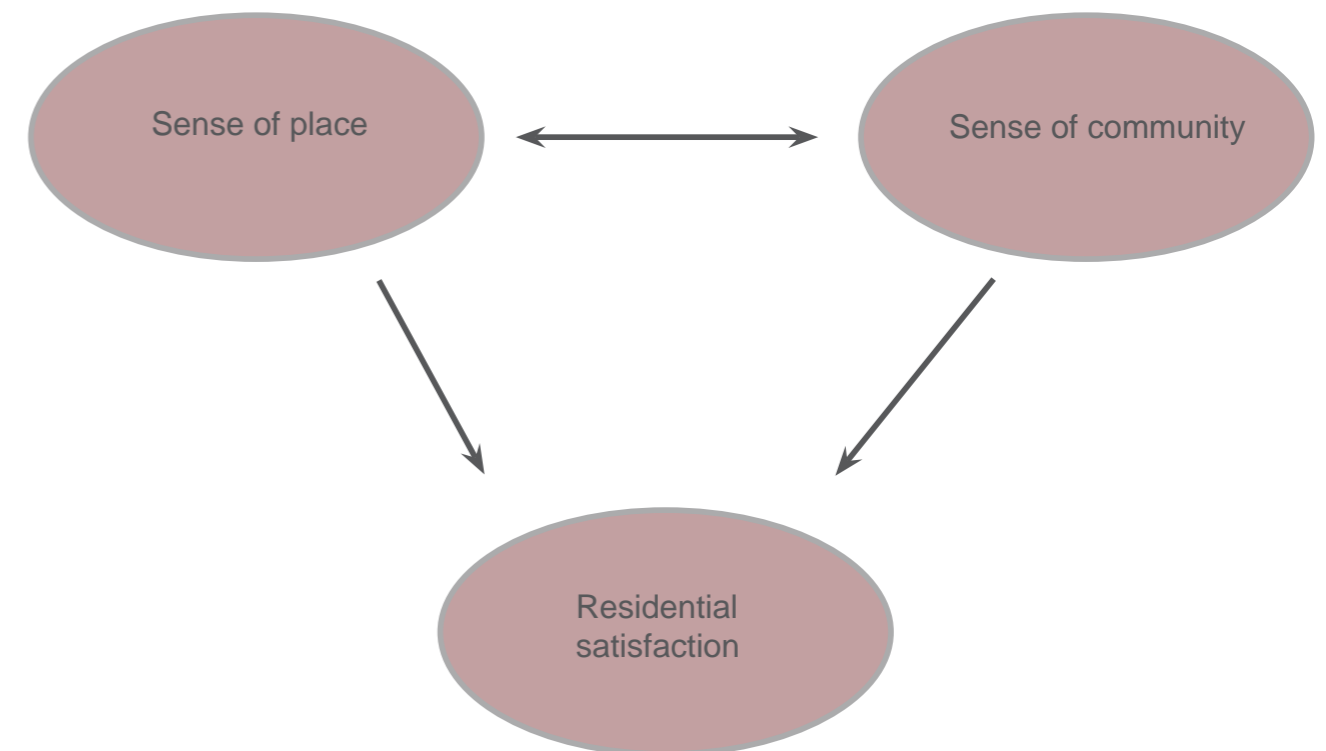 Sense of place
Sense of community
Residential
satisfaction